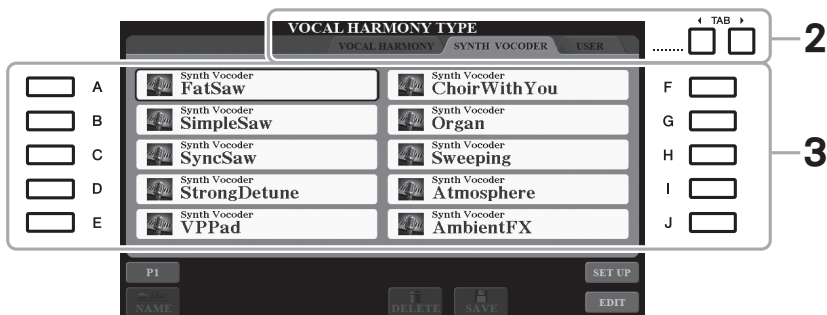 VOCAL HARMONY TYPE
TAB
VOCAL HARMONY SYNTH VOCODER USER
2
A Synth Vocoder FatSaw Synth Vocoder ChoirWithYou F
B Synth Vocoder SimpleSaw Synth Vocoder Organ G
C Synth Vocoder SyncSaw Synth Vocoder Sweeping H
3
D Synth Vocoder StrongDetune Synth Vocoder Atmosphere I
E Synth Vocoder VPPad Synth Vocoder AmbientFX J
P1 SET UP
NAME DELETE SAVE EDIT